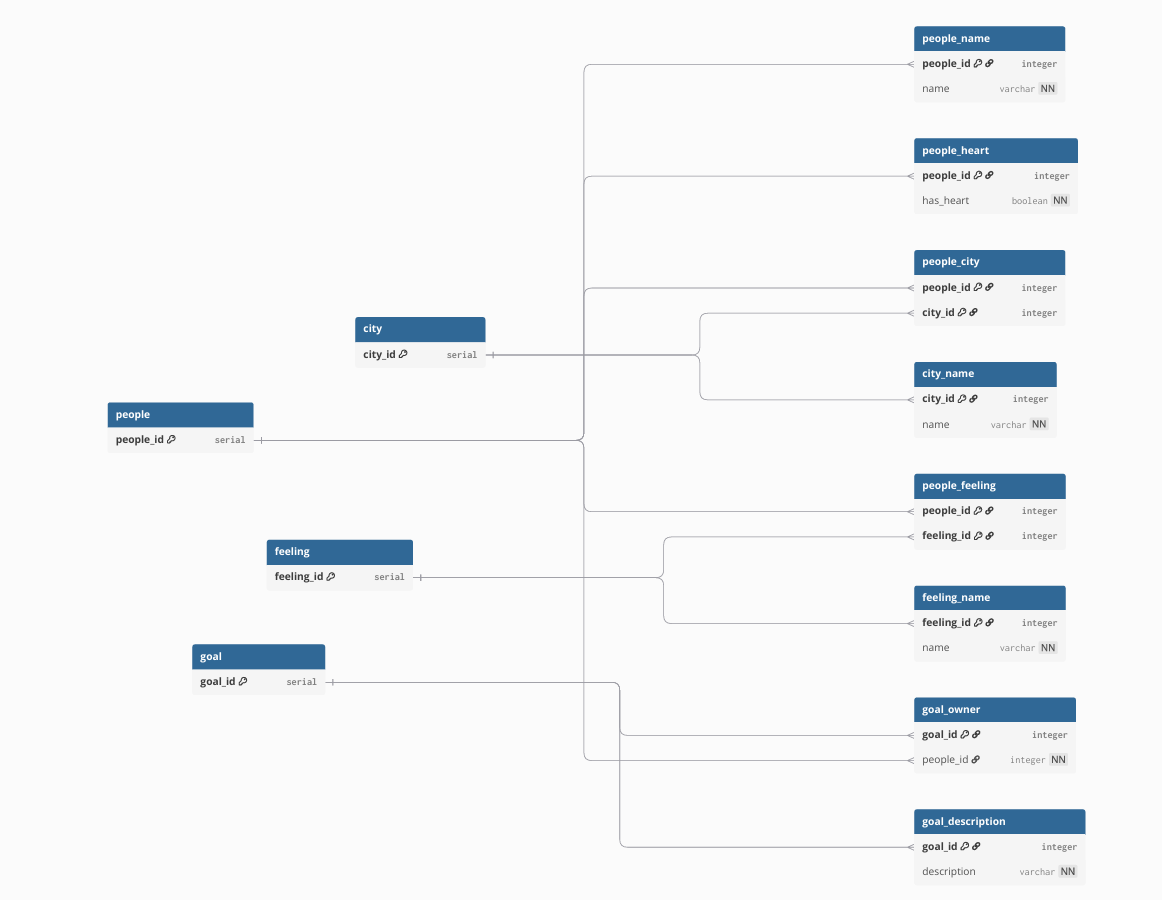 people_name
people_id integer
name varchar NN
people_heart
people_id integer
has_heart boolean NN
people_city
people_id integer
city_id integer
city
city_id serial
city_name
city_id integer
name varchar NN
people
people_id serial
people_feeling
people_id integer
feeling_id integer
feeling
feeling_id serial
feeling_name
feeling_id integer
name varchar NN
goal
goal_id serial
goal_owner
goal_id integer
people_id integer NN
goal_description
goal_id integer
description varchar NN